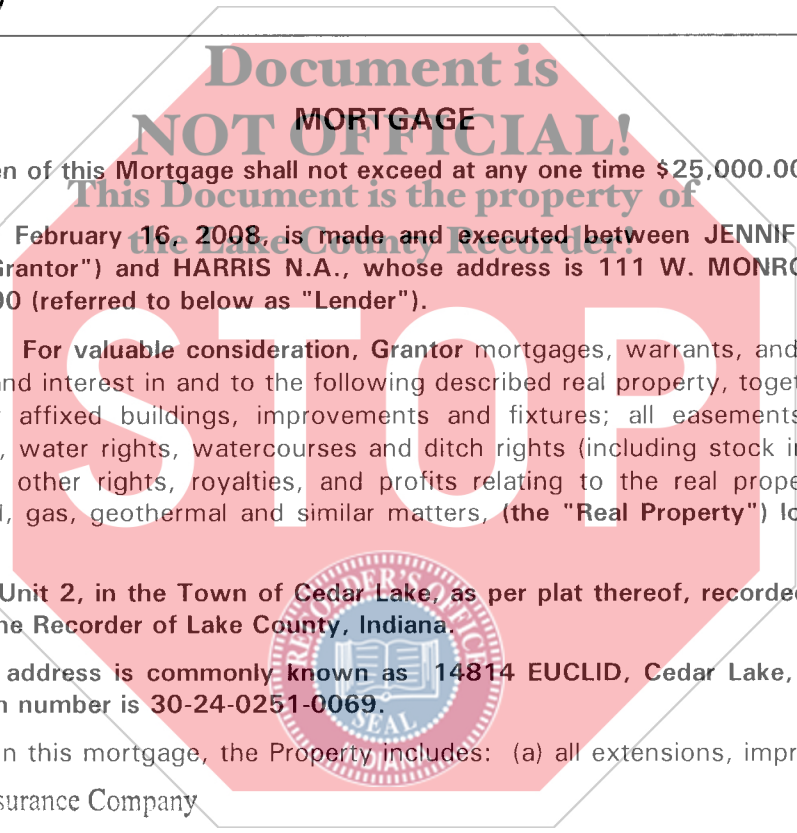 Document is
MORTGAGE
NOT OFFICIAL!
en of this Mortgage shall not exceed at any one time $25,000.00
This Document is the property of
February 16, 2008, is made and executed between JENNIF
the Lake County Recorder!
Grantor") and HARRIS N.A., whose address is 111 W. MONRO
00 (referred to below as "Lender").
STOP
For valuable consideration, Grantor mortgages, warrants, and
and interest in and to the following described real property, toget
affixed buildings, improvements and fixtures; all easements
, water rights, watercourses and ditch rights (including stock in
other rights, royalties, and profits relating to the real prope
, gas, geothermal and similar matters, (the "Real Property") lo
Unit 2, in the Town of Cedar Lake, as per plat thereof, recorde
he Recorder of Lake County, Indiana.
address is commonly known as 14814 EUCLID, Cedar Lake,
n number is 30-24-0251-0069.
RECORDER'S OFFICE
SEAL
INDIANA
n this mortgage, the Property includes: (a) all extensions, impr
surance Company